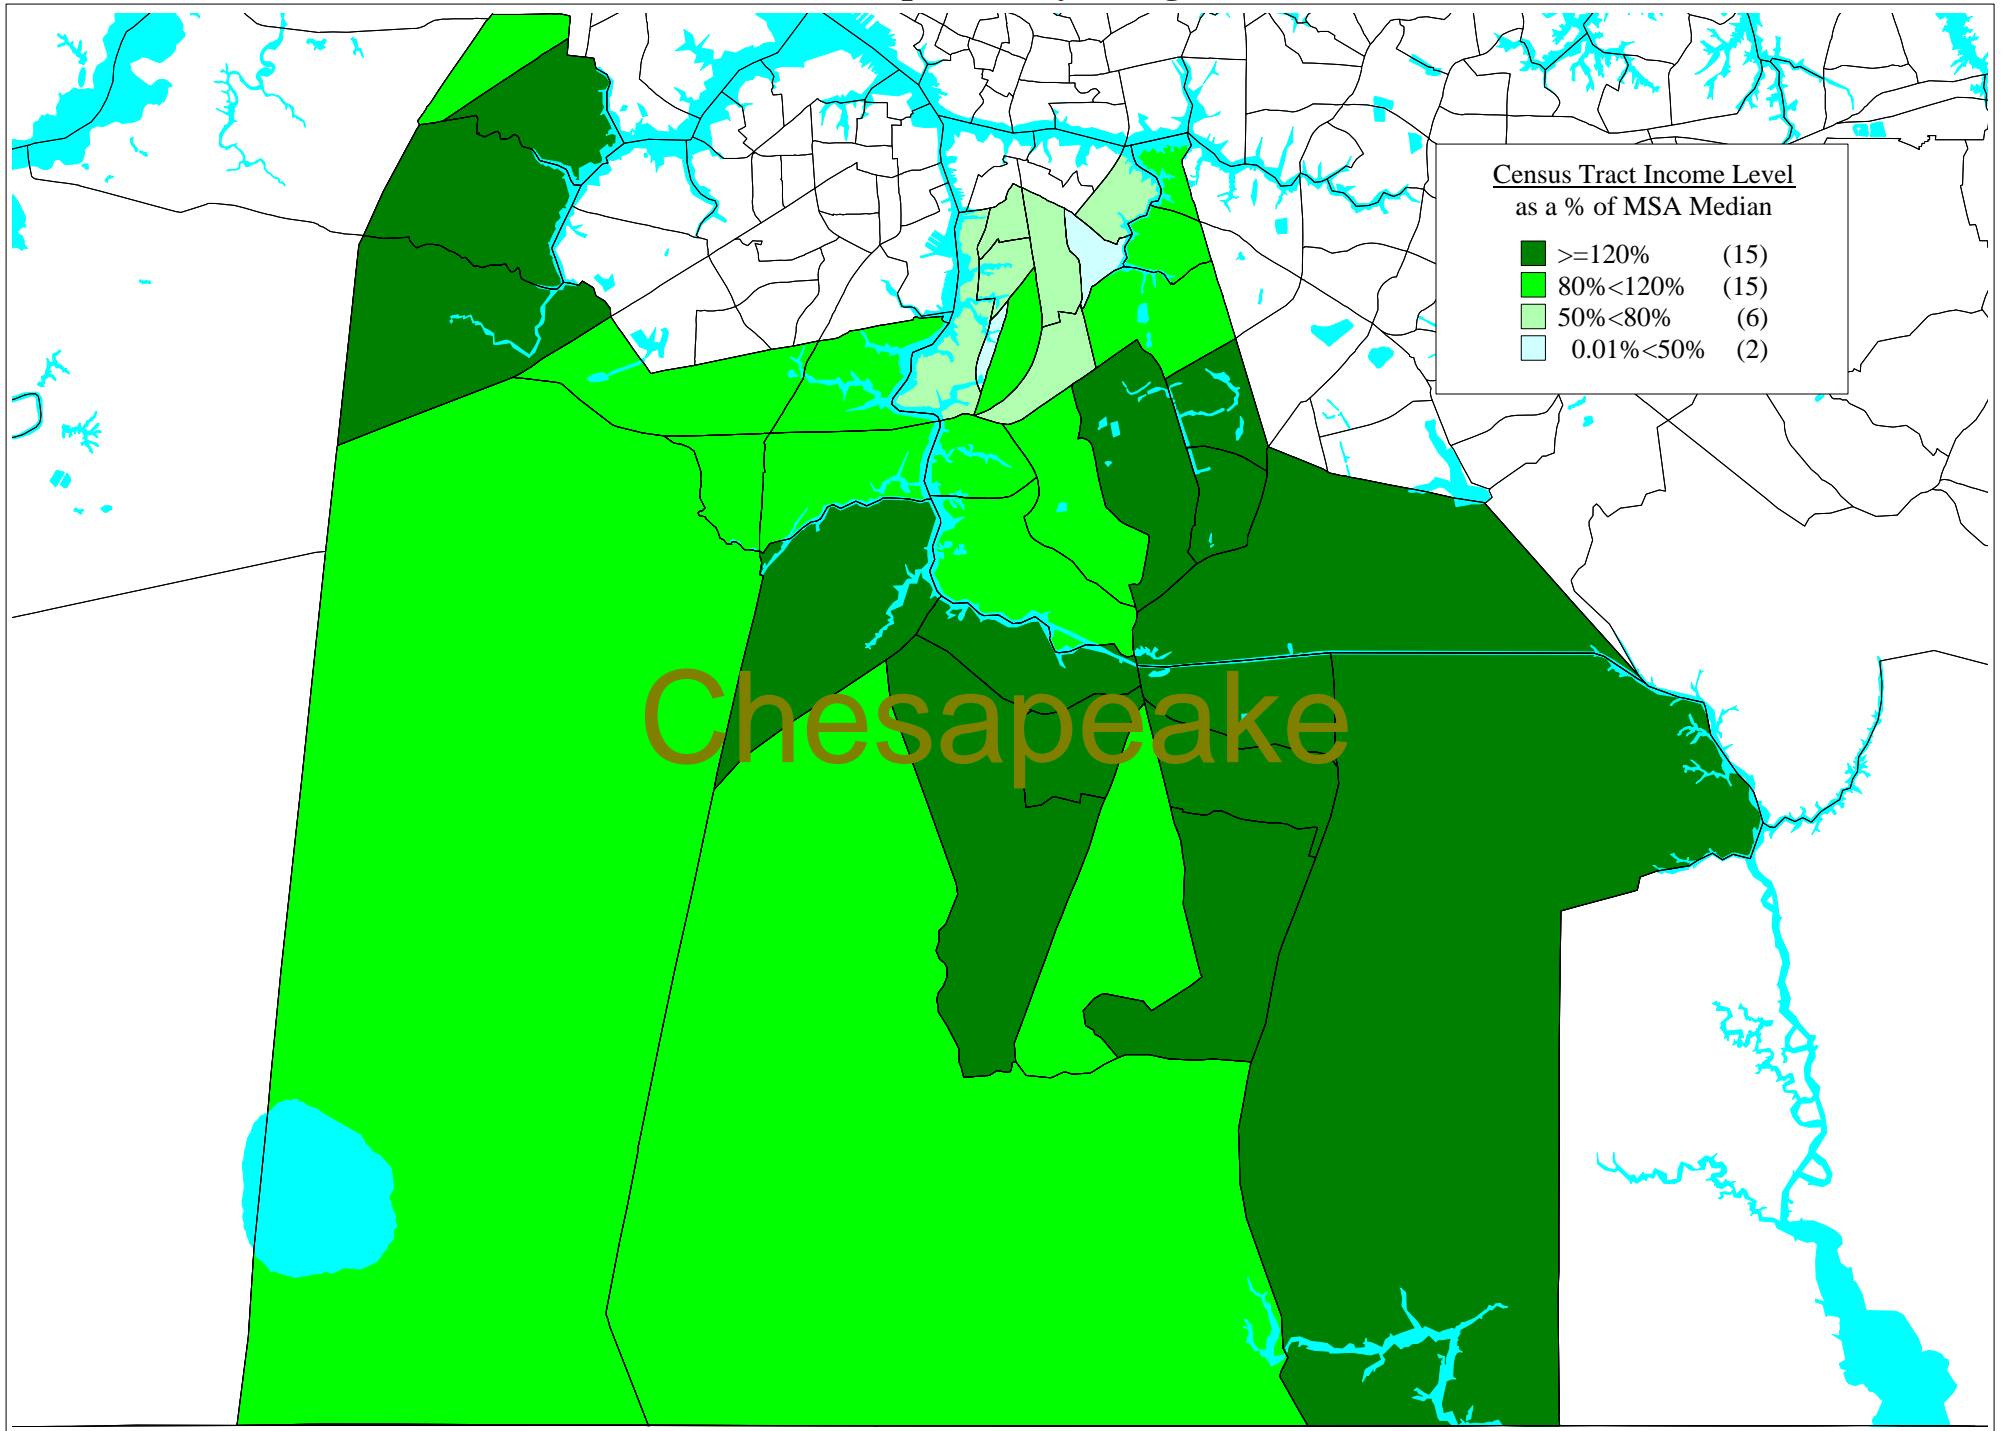 Census Tract Income Level
as a % of MSA Median
>=120% (15)
80%<120% (15)
50%<80% (6)
0.01%<50% (2)
Chesapeake